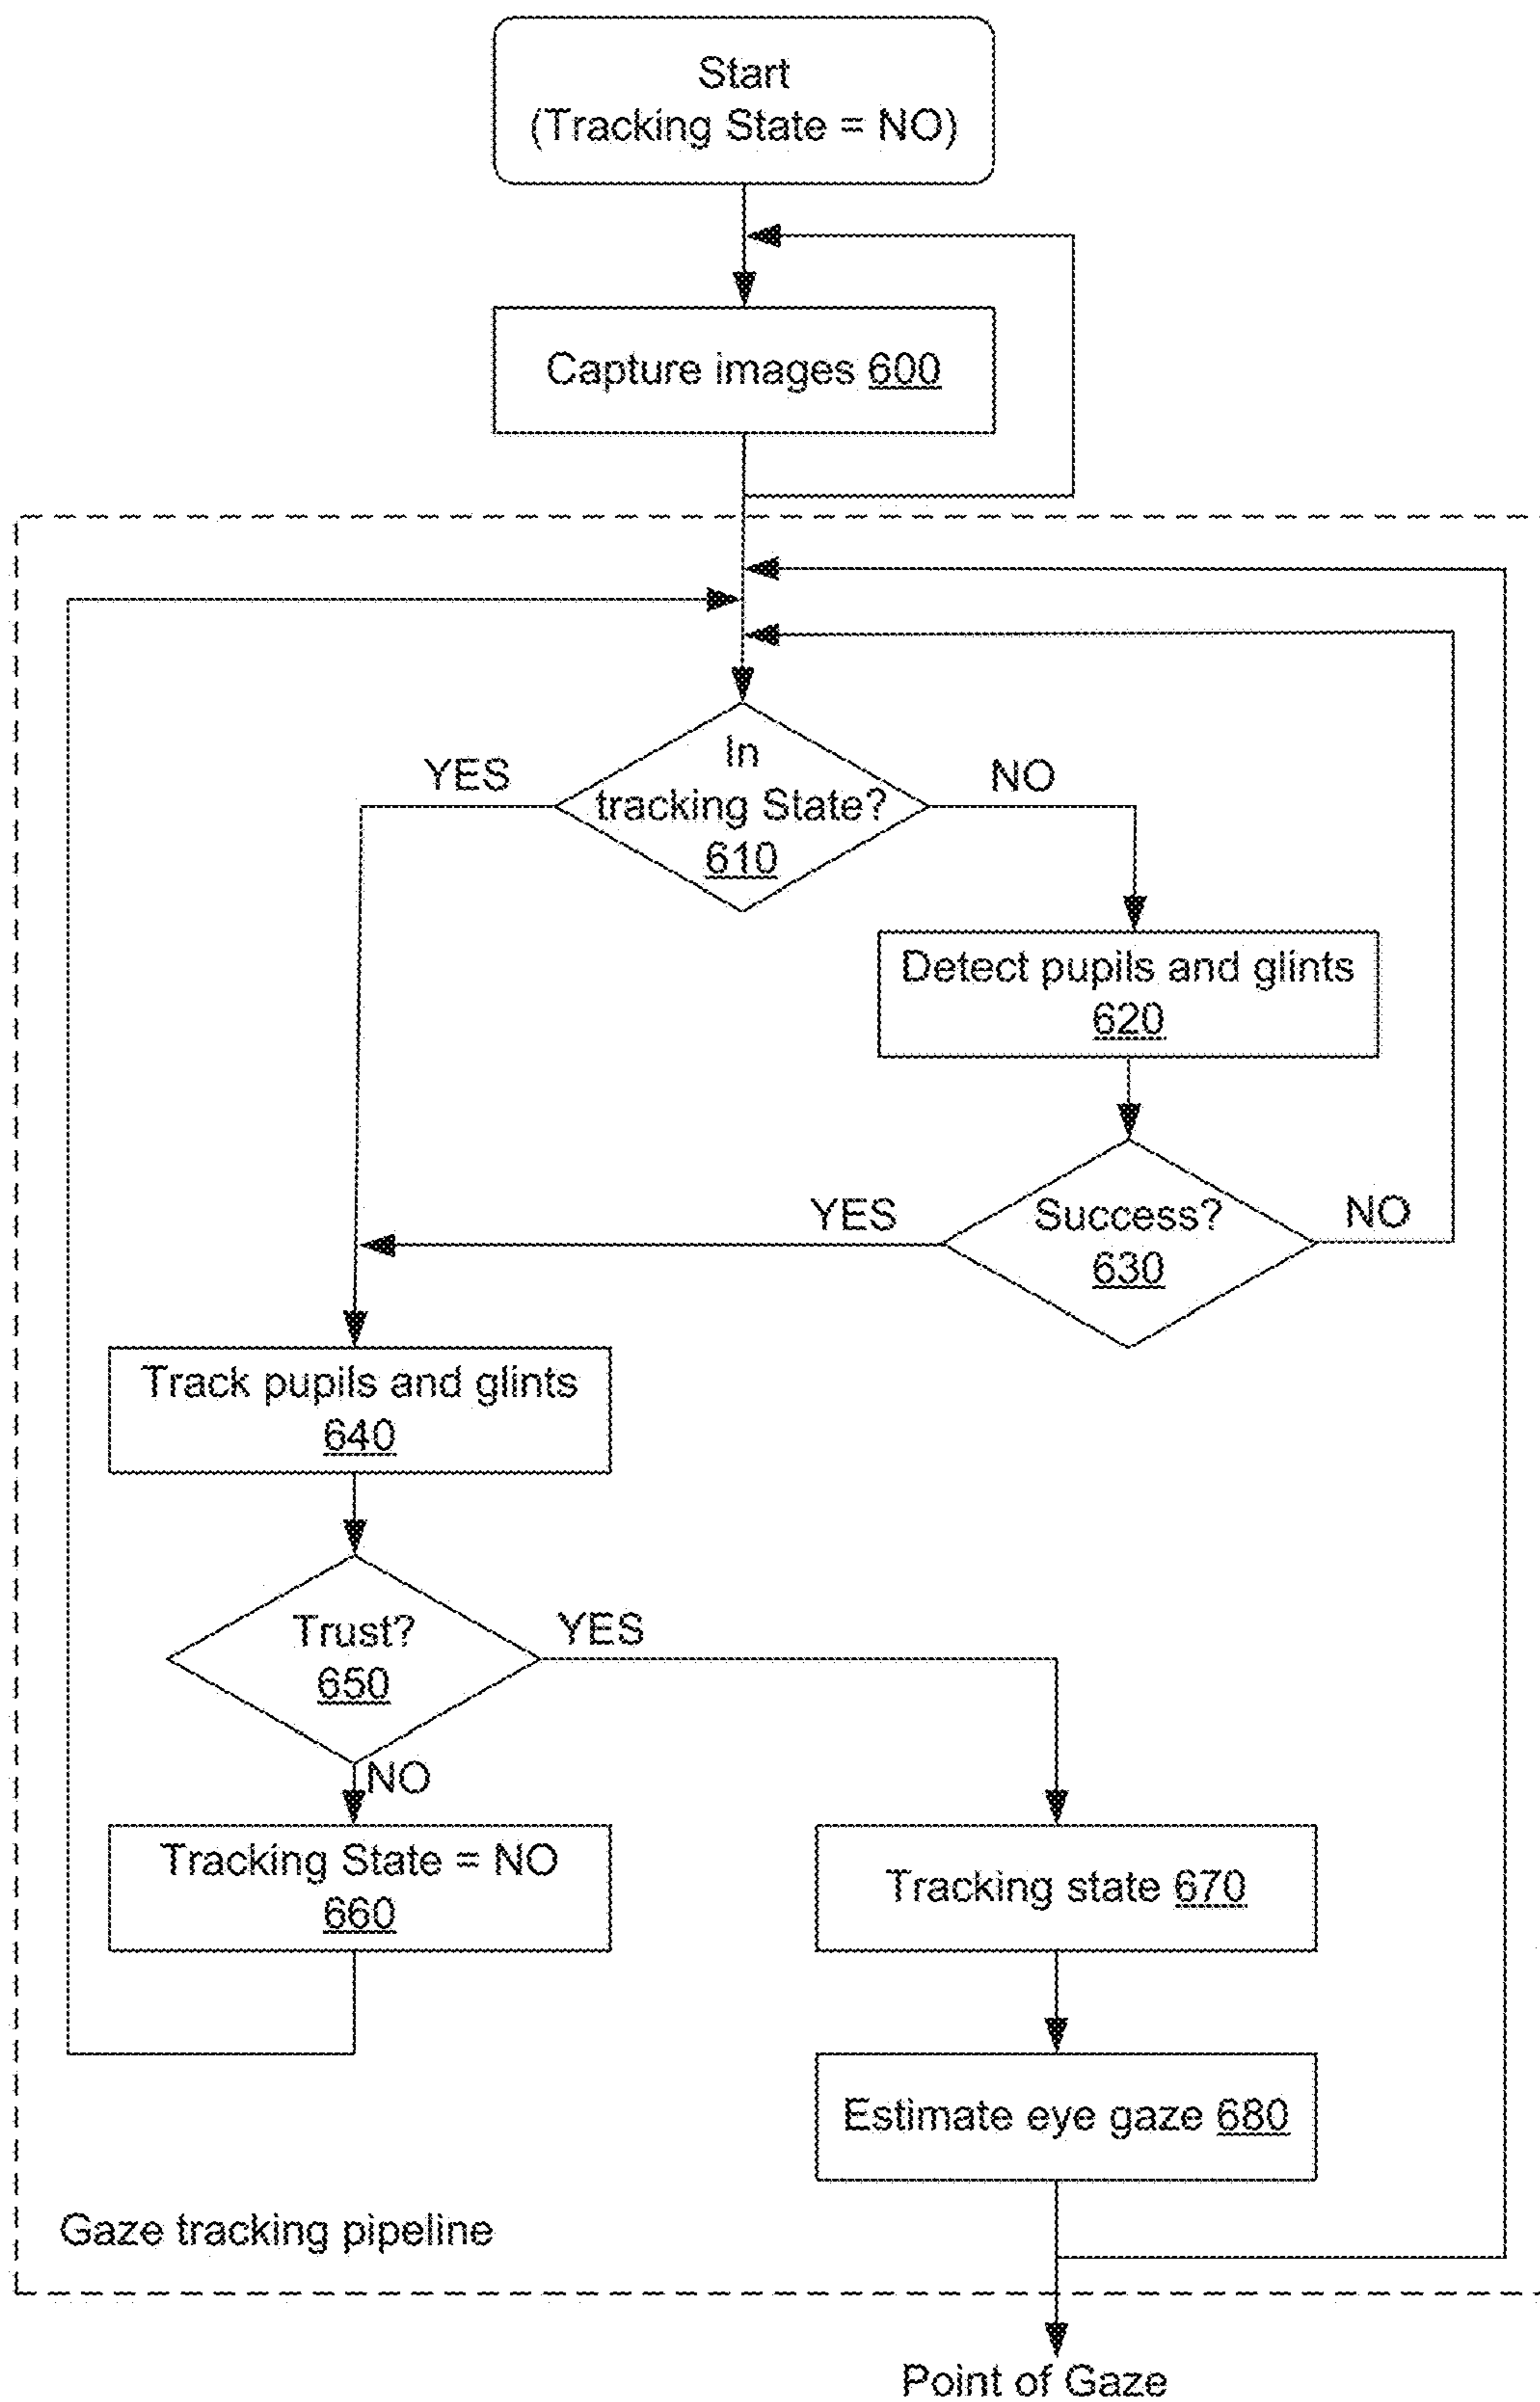 Start
(Tracking State = NO)
Capture images 600
In
tracking State?
610
YES
NO
Detect pupils and glints
620
Success?
630
YES
NO
Track pupils and glints
640
Trust?
650
YES
NO
Tracking State = NO
660
Tracking state 670
Estimate eye gaze 680
Gaze tracking pipeline
Point of Gaze